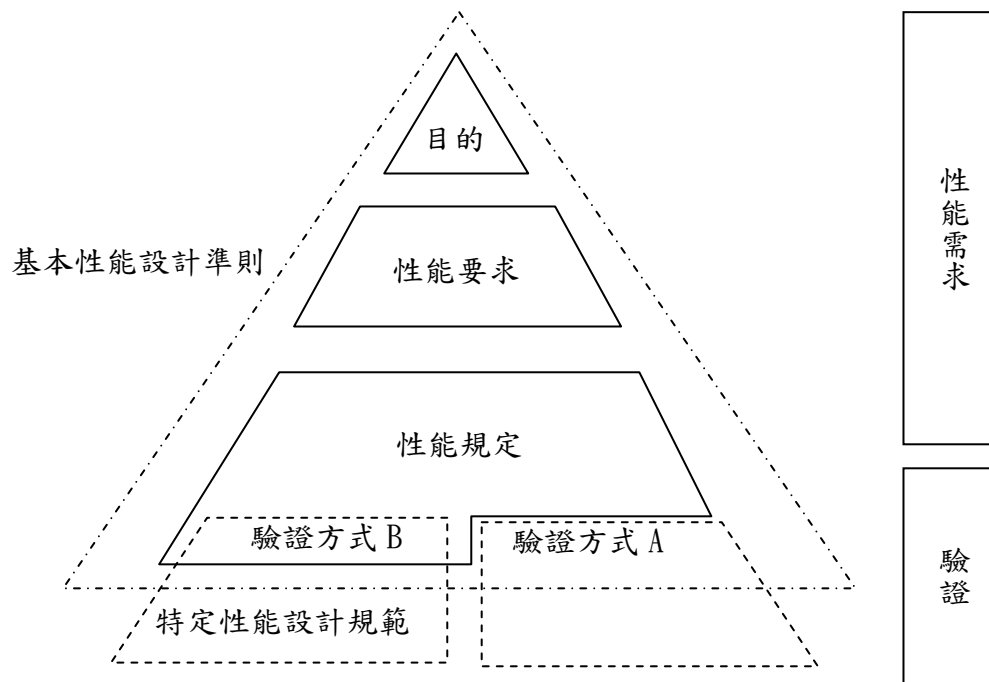 目的
性能要求
基本性能設計準則
性能規定
驗證方式 B
驗證方式 A
特定性能設計規範
性能需求
驗證